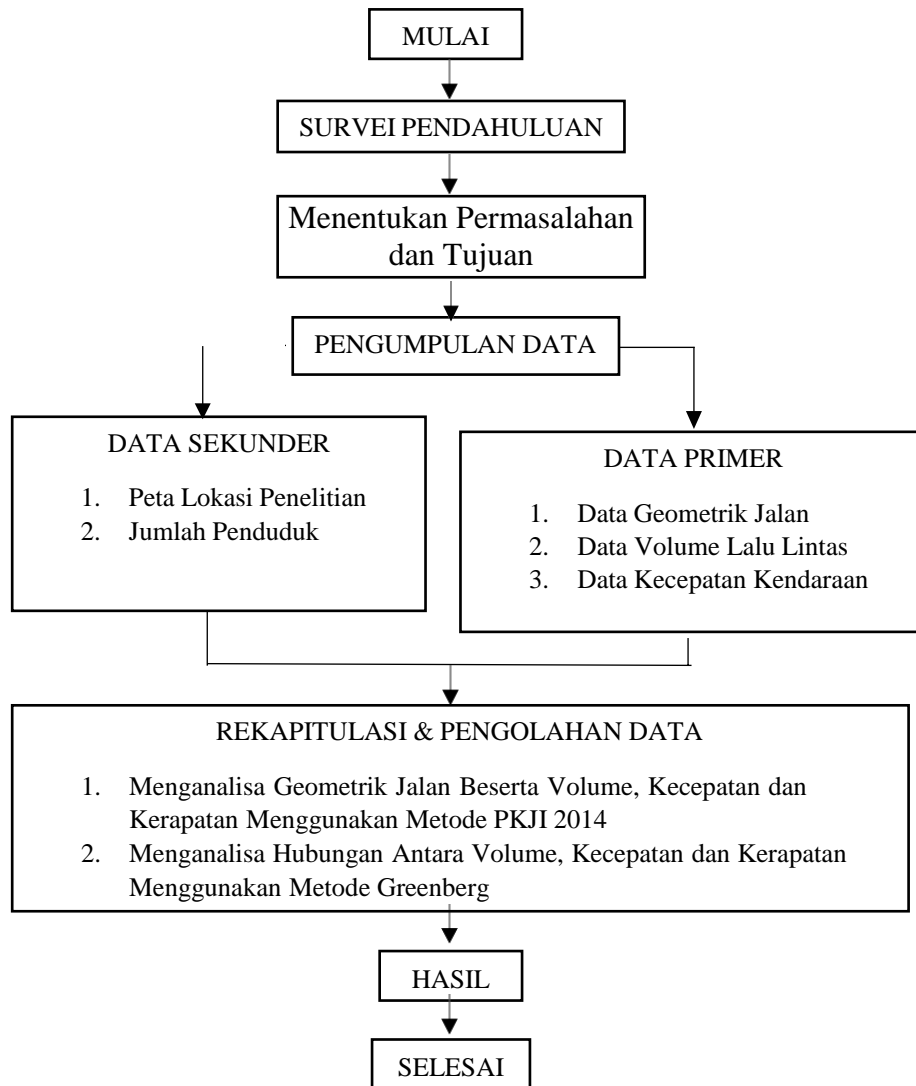 MULAI
SURVEI PENDAHULUAN
Menentukan Permasalahan
dan Tujuan
PENGUMPULAN DATA
DATA SEKUNDER
1. Peta Lokasi Penelitian
2. Jumlah Penduduk
DATA PRIMER
1. Data Geometrik Jalan
2. Data Volume Lalu Lintas
3. Data Kecepatan Kendaraan
REKAPITULASI & PENGOLAHAN DATA
1. Menganalisa Geometrik Jalan Beserta Volume, Kecepatan dan
Kerapatan Menggunakan Metode PKJI 2014
2. Menganalisa Hubungan Antara Volume, Kecepatan dan Kerapatan
Menggunakan Metode Greenberg
HASIL
SELESAI